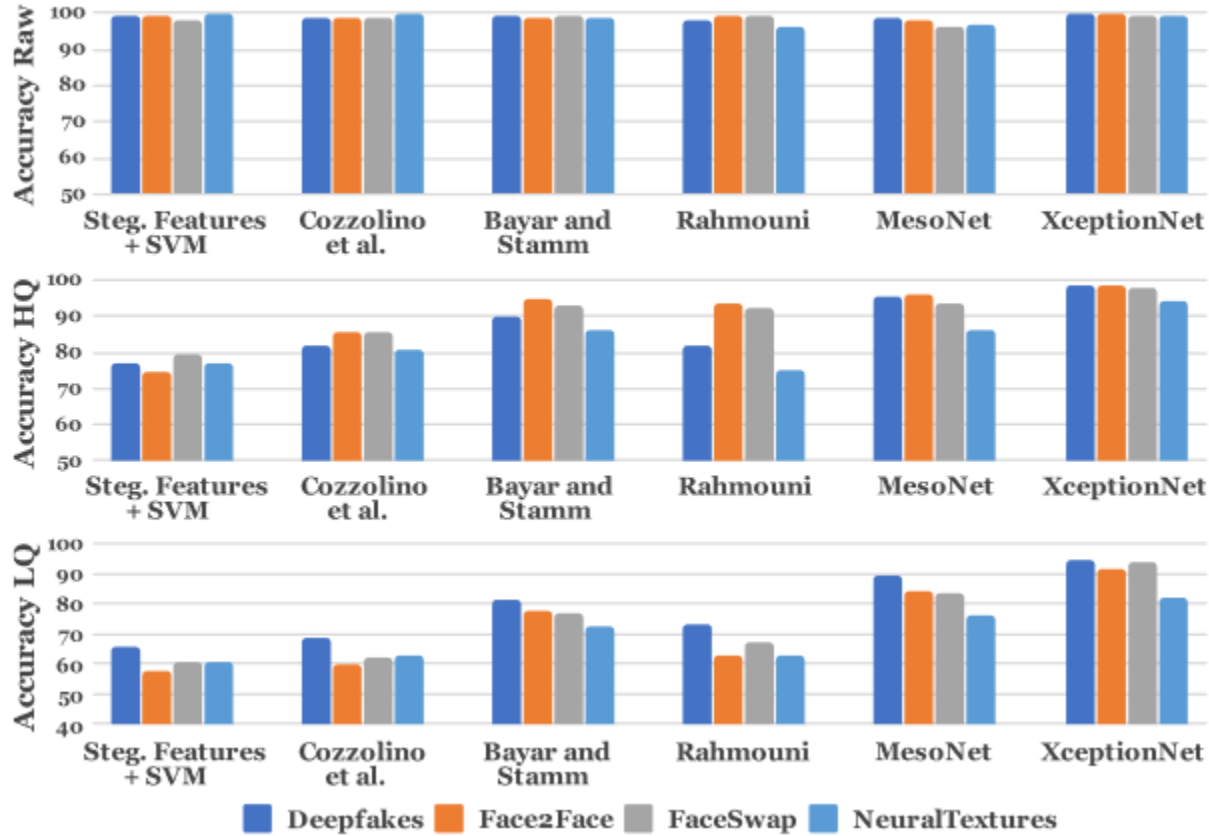 Accuracy Raw
100
90
80
70
60
50
Steg. Features
+ SVM
Cozzolino
et al.
Bayar and
Stamm
Rahmouni
MesoNet
XceptionNet
Accuracy HQ
100
90
80
70
60
50
Steg. Features
+ SVM
Cozzolino
et al.
Bayar and
Stamm
Rahmouni
MesoNet
XceptionNet
Accuracy LQ
100
90
80
70
60
50
40
Steg. Features
+ SVM
Cozzolino
et al.
Bayar and
Stamm
Rahmouni
MesoNet
XceptionNet
Deepfakes Face2Face FaceSwap NeuralTextures